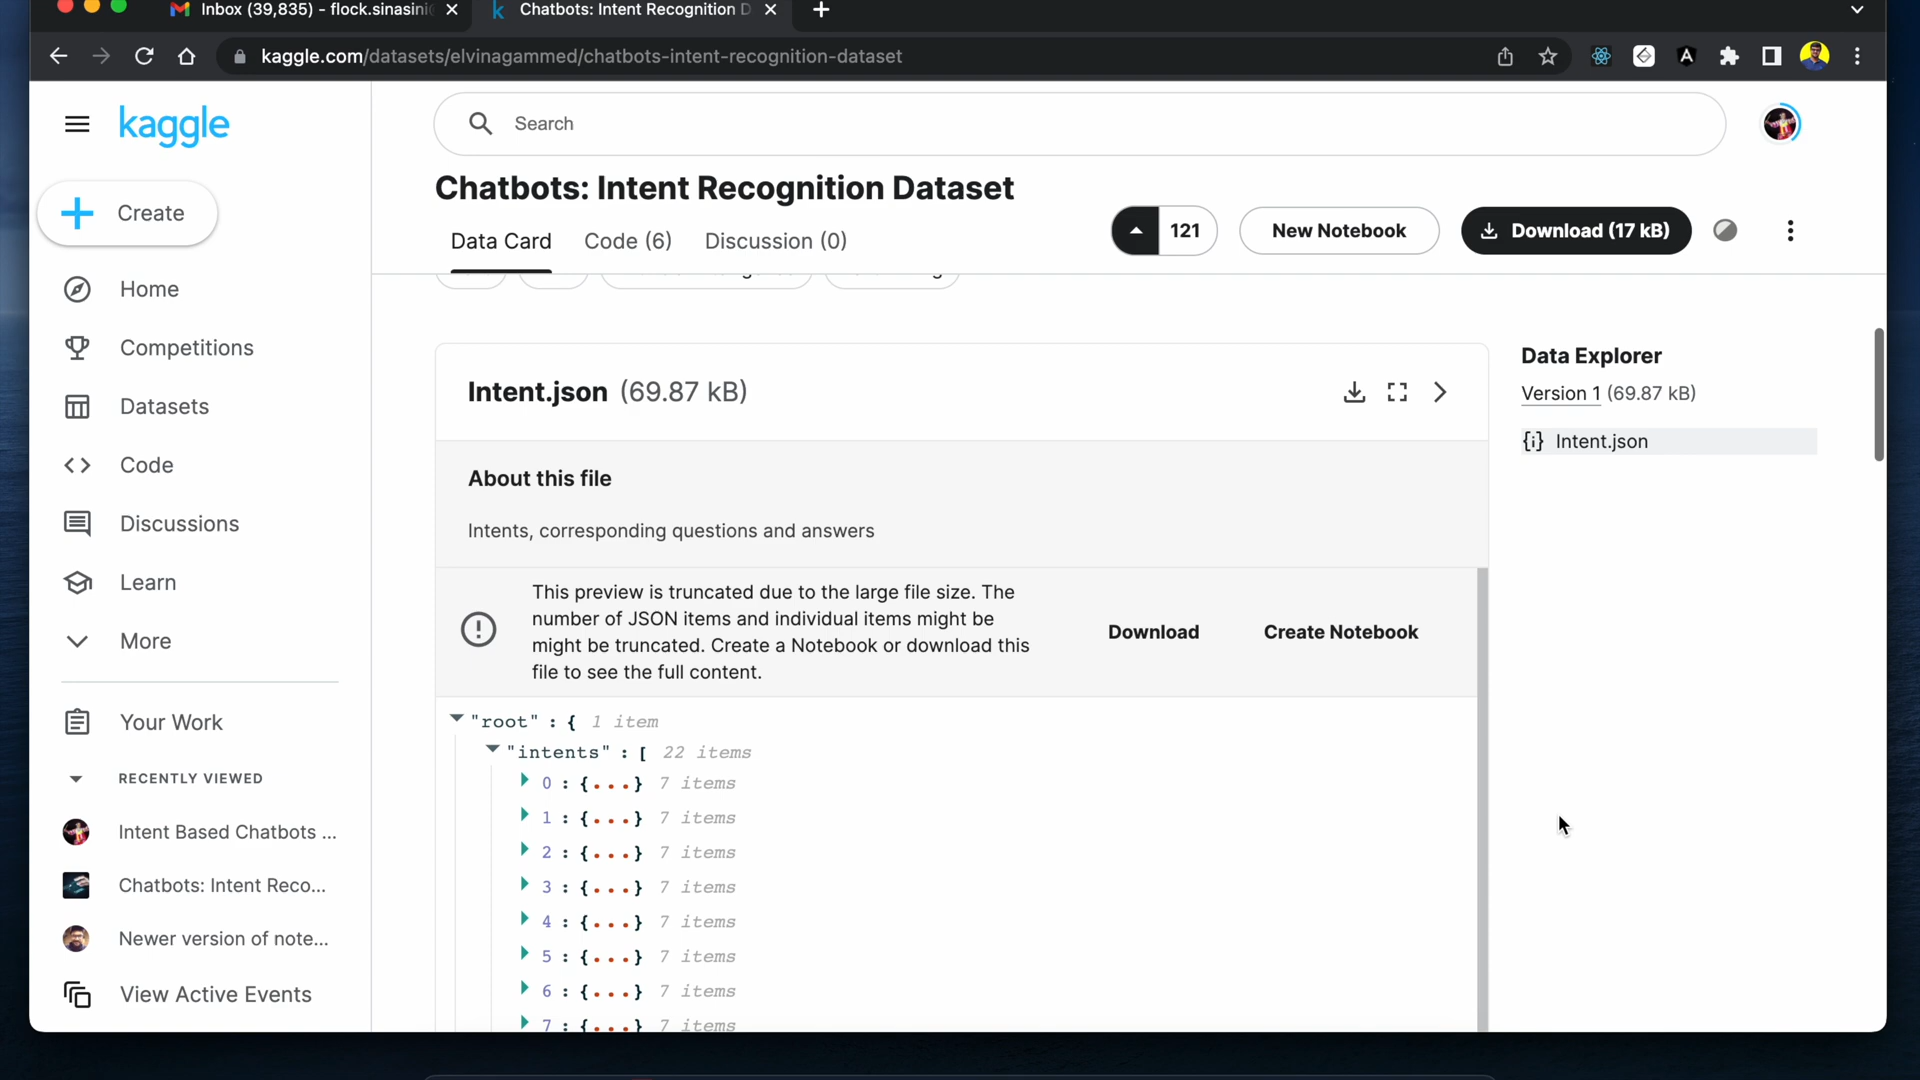 Inbox (39,835) - flock.sinasini
Chatbots: Intent Recognition D
kaggle.com/datasets/elvinagammed/chatbots-intent-recognition-dataset
kaggle
Search
Create
Home
Competitions
Datasets
Code
Discussions
Learn
More
Your Work
RECENTLY VIEWED
Intent Based Chatbots ...
Chatbots: Intent Reco...
Newer version of note...
View Active Events
Chatbots: Intent Recognition Dataset
Data Card
Code (6)
Discussion (0)
121
New Notebook
Download (17 kB)
Intent.json (69.87 kB)
About this file
Intents, corresponding questions and answers
This preview is truncated due to the large file size. The
number of JSON items and individual items might be
might be truncated. Create a Notebook or download this
file to see the full content.
Download
Create Notebook
"root" : { 1 item
"intents" : [ 22 items
0 : {...} 7 items
1 : {...} 7 items
2 : {...} 7 items
3 : {...} 7 items
4 : {...} 7 items
5 : {...} 7 items
6 : {...} 7 items
7 : {...} 7 items
Data Explorer
Version 1 (69.87 kB)
{i} Intent.json